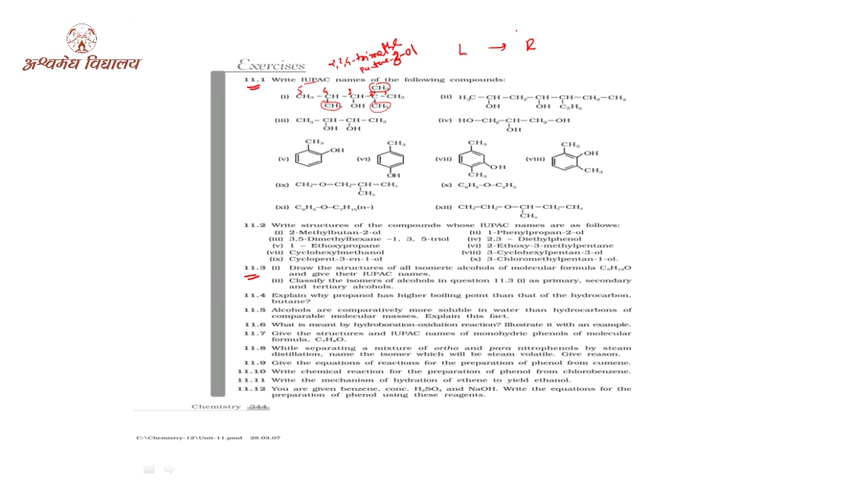 अश्वमेध विद्यालय
2,2,4-trimethyl
pentan-3-ol
L → R
Exercises
11.1 Write IUPAC names of the following compounds:
(i) CH3 – CH – CH – C – CH3
CH3
CH3 OH CH3
(ii) H3C – CH – CH2 – CH – CH – CH2 – CH3
OH OH C2H5
(iii) CH3 – CH – CH – CH3
OH OH
(iv) HO – CH2 – CH – CH2 – OH
OH
(v) CH3 OH
(vi) CH3 OH
(vii) CH3 OH CH3
(viii) CH3 OH CH3
(ix) CH3 – O – CH2 – CH – CH3
CH3
(x) C6H5 – O – C2H5
(xi) C6H5 – O – C7H15(n–)
(xii) CH3 – CH2 – O – CH – CH2 – CH3
CH3
11.2 Write structures of the compounds whose IUPAC names are as follows:
(i) 2-Methylbutan-2-ol (ii) 1-Phenylpropan-2-ol
(iii) 3,5-Dimethylhexane –1, 3, 5-triol (iv) 2,3 – Diethylphenol
(v) 1 – Ethoxypropane (vi) 2-Ethoxy-3-methylpentane
(vii) Cyclohexylmethanol (viii) 3-Cyclohexylpentan-3-ol
(ix) Cyclopent-3-en-1-ol (x) 3-Chloromethylpentan-1-ol.
11.3 (i) Draw the structures of all isomeric alcohols of molecular formula C5H12O
and give their IUPAC names.
(ii) Classify the isomers of alcohols in question 11.3 (i) as primary, secondary
and tertiary alcohols.
11.4 Explain why propanol has higher boiling point than that of the hydrocarbon,
butane?
11.5 Alcohols are comparatively more soluble in water than hydrocarbons of
comparable molecular masses. Explain this fact.
11.6 What is meant by hydroboration-oxidation reaction? Illustrate it with an example.
11.7 Give the structures and IUPAC names of monohydric phenols of molecular
formula, C7H8O.
11.8 While separating a mixture of ortho and para nitrophenols by steam
distillation, name the isomer which will be steam volatile. Give reason.
11.9 Give the equations of reactions for the preparation of phenol from cumene.
11.10 Write chemical reaction for the preparation of phenol from chlorobenzene.
11.11 Write the mechanism of hydration of ethene to yield ethanol.
11.12 You are given benzene, conc. H2SO4 and NaOH. Write the equations for the
preparation of phenol using these reagents.
Chemistry 344
C:\Chemistry-12\Unit-11.pmd 28.02.07